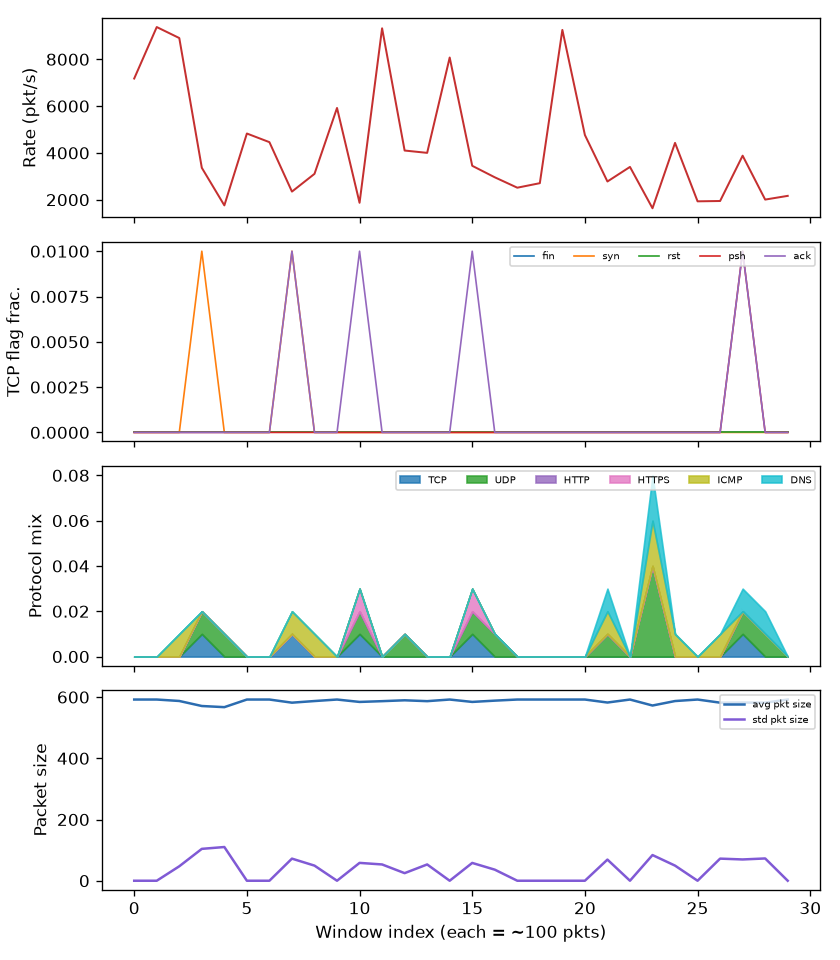 Rate (pkt/s)
8000
6000
4000
2000
TCP flag frac.
0.0100
0.0075
0.0050
0.0025
0.0000
fin syn rst psh ack
Protocol mix
0.08
0.06
0.04
0.02
0.00
TCP UDP HTTP HTTPS ICMP DNS
Packet size
600
400
200
0
avg pkt size
std pkt size
0 5 10 15 20 25 30
Window index (each = ~100 pkts)